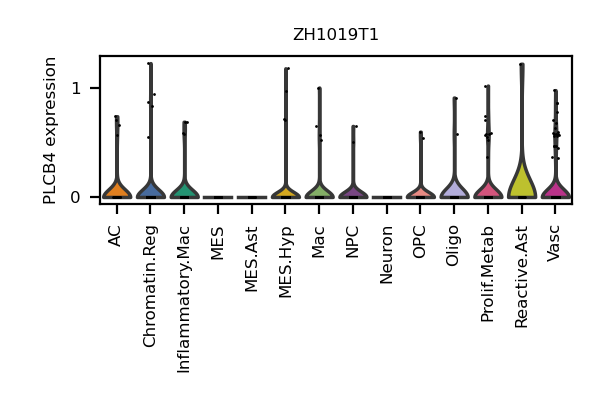 ZH1019T1
PLCB4 expression
1
0
AC
Chromatin.Reg
Inflammatory.Mac
MES
MES.Ast
MES.Hyp
Mac
NPC
Neuron
OPC
Oligo
Prolif.Metab
Reactive.Ast
Vasc